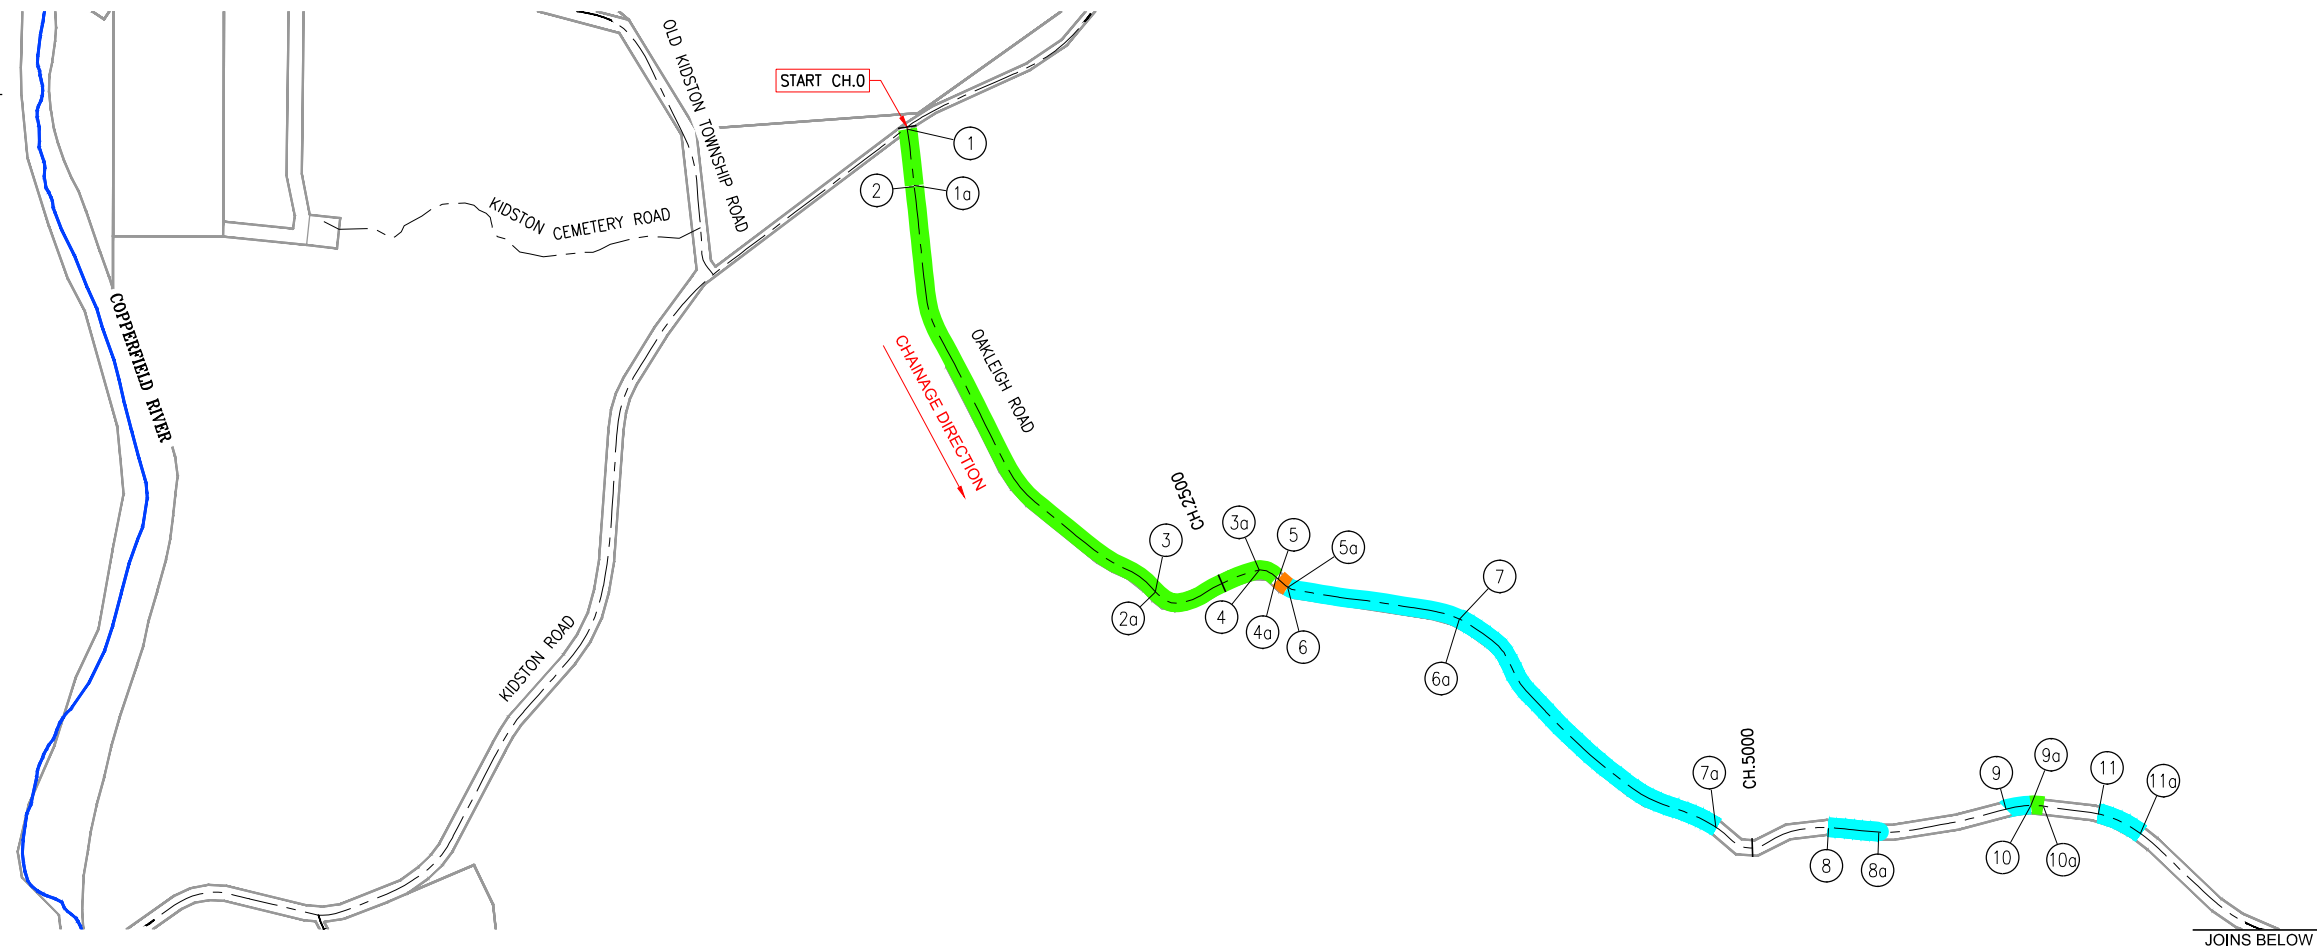 OLD KIDSTON TOWNSHIP ROAD
START CH.0
1
2
1a
KIDSTON CEMETERY ROAD
COPPERFIELD RIVER
CHAINAGE DIRECTION
OAKLEIGH ROAD
CH.2500
3
3a
5
5a
2a
4
4a
6
7
6a
KIDSTON ROAD
7a
CH.5000
9
9a
11
11a
8
8a
10
10a
JOINS BELOW